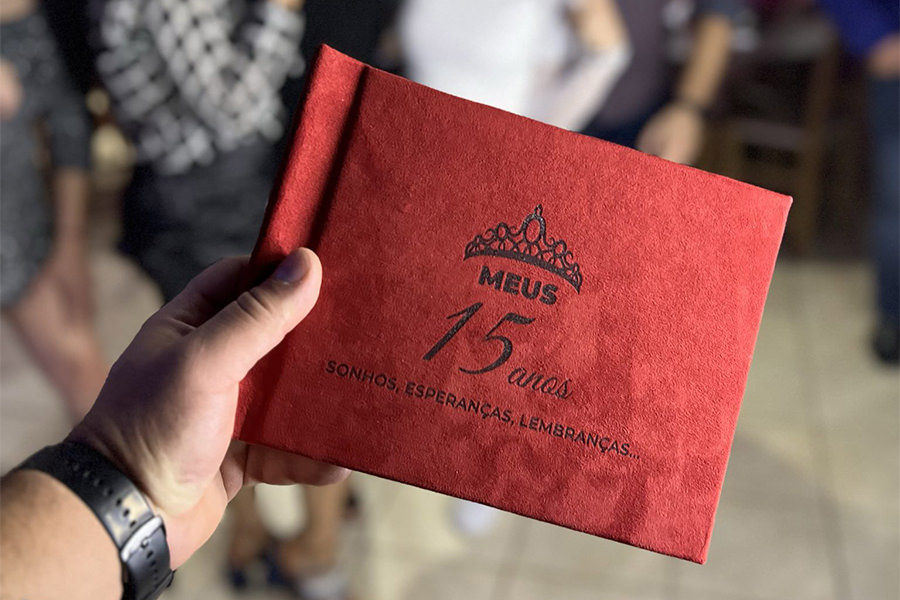 MEUS
15 anos
SONHOS, ESPERANÇAS, LEMBRANÇAS...